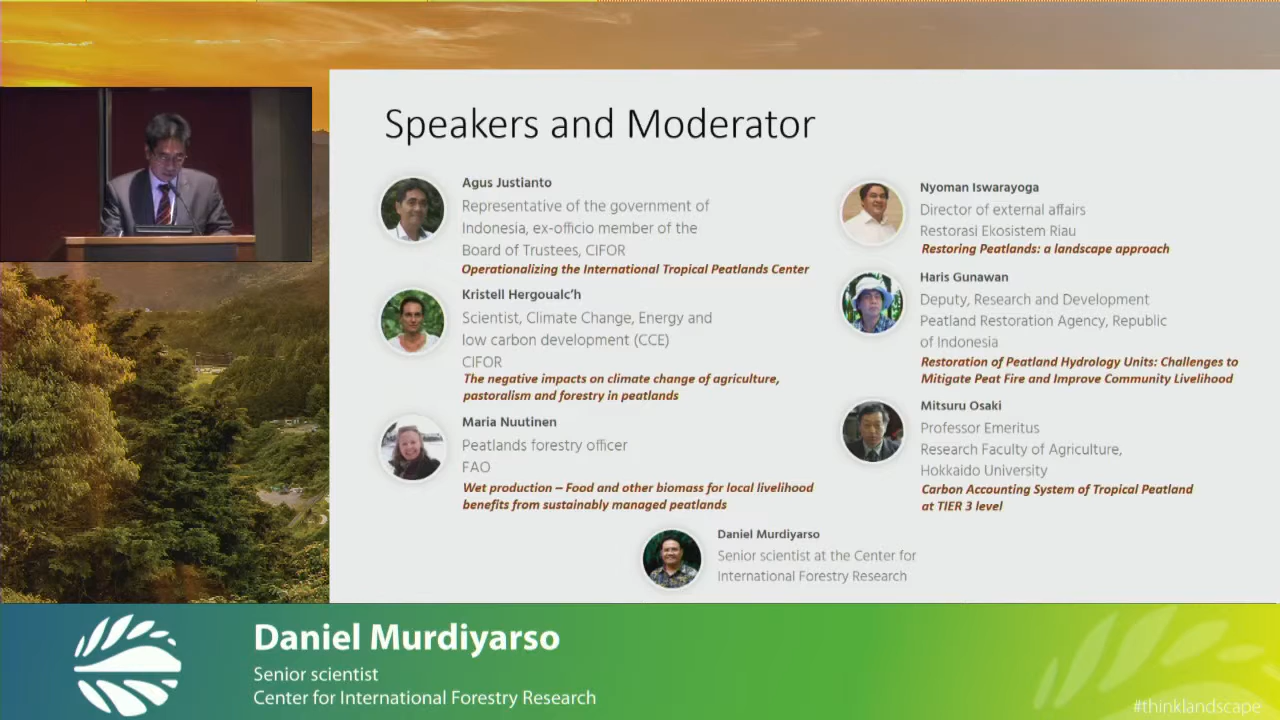 Speakers and Moderator
Agus Justianto
Representative of the government of
Indonesia, ex-officio member of the
Board of Trustees, CIFOR
Operationalizing the International Tropical Peatlands Center
Kristell Hergoualc'h
Scientist, Climate Change, Energy and
low carbon development (CCE)
CIFOR
The negative impacts on climate change of agriculture,
pastoralism and forestry in peatlands
Maria Nuutinen
Peatlands forestry officer
FAO
Wet production – Food and other biomass for local livelihood
benefits from sustainably managed peatlands
Nyoman Iswarayoga
Director of external affairs
Restorasi Ekosistem Riau
Restoring Peatlands: a landscape approach
Haris Gunawan
Deputy, Research and Development
Peatland Restoration Agency, Republic
of Indonesia
Restoration of Peatland Hydrology Units: Challenges to
Mitigate Peat Fire and Improve Community Livelihood
Mitsuru Osaki
Professor Emeritus
Research Faculty of Agriculture,
Hokkaido University
Carbon Accounting System of Tropical Peatland
at TIER 3 level
Daniel Murdiyarso
Senior scientist at the Center for
International Forestry Research
Daniel Murdiyarso
Senior scientist
Center for International Forestry Research
#thinklandscape